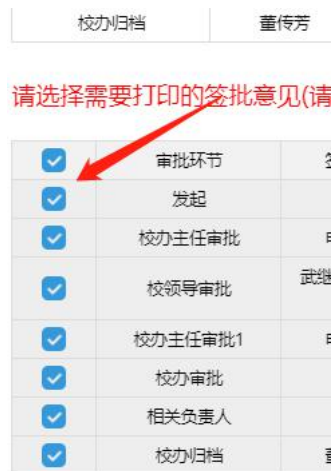 校办归档 董传芳
请选择需要打印的签批意见(请
审批环节
发起
校办主任审批
校领导审批 武继
校办主任审批1
校办审批
相关负责人
校办归档